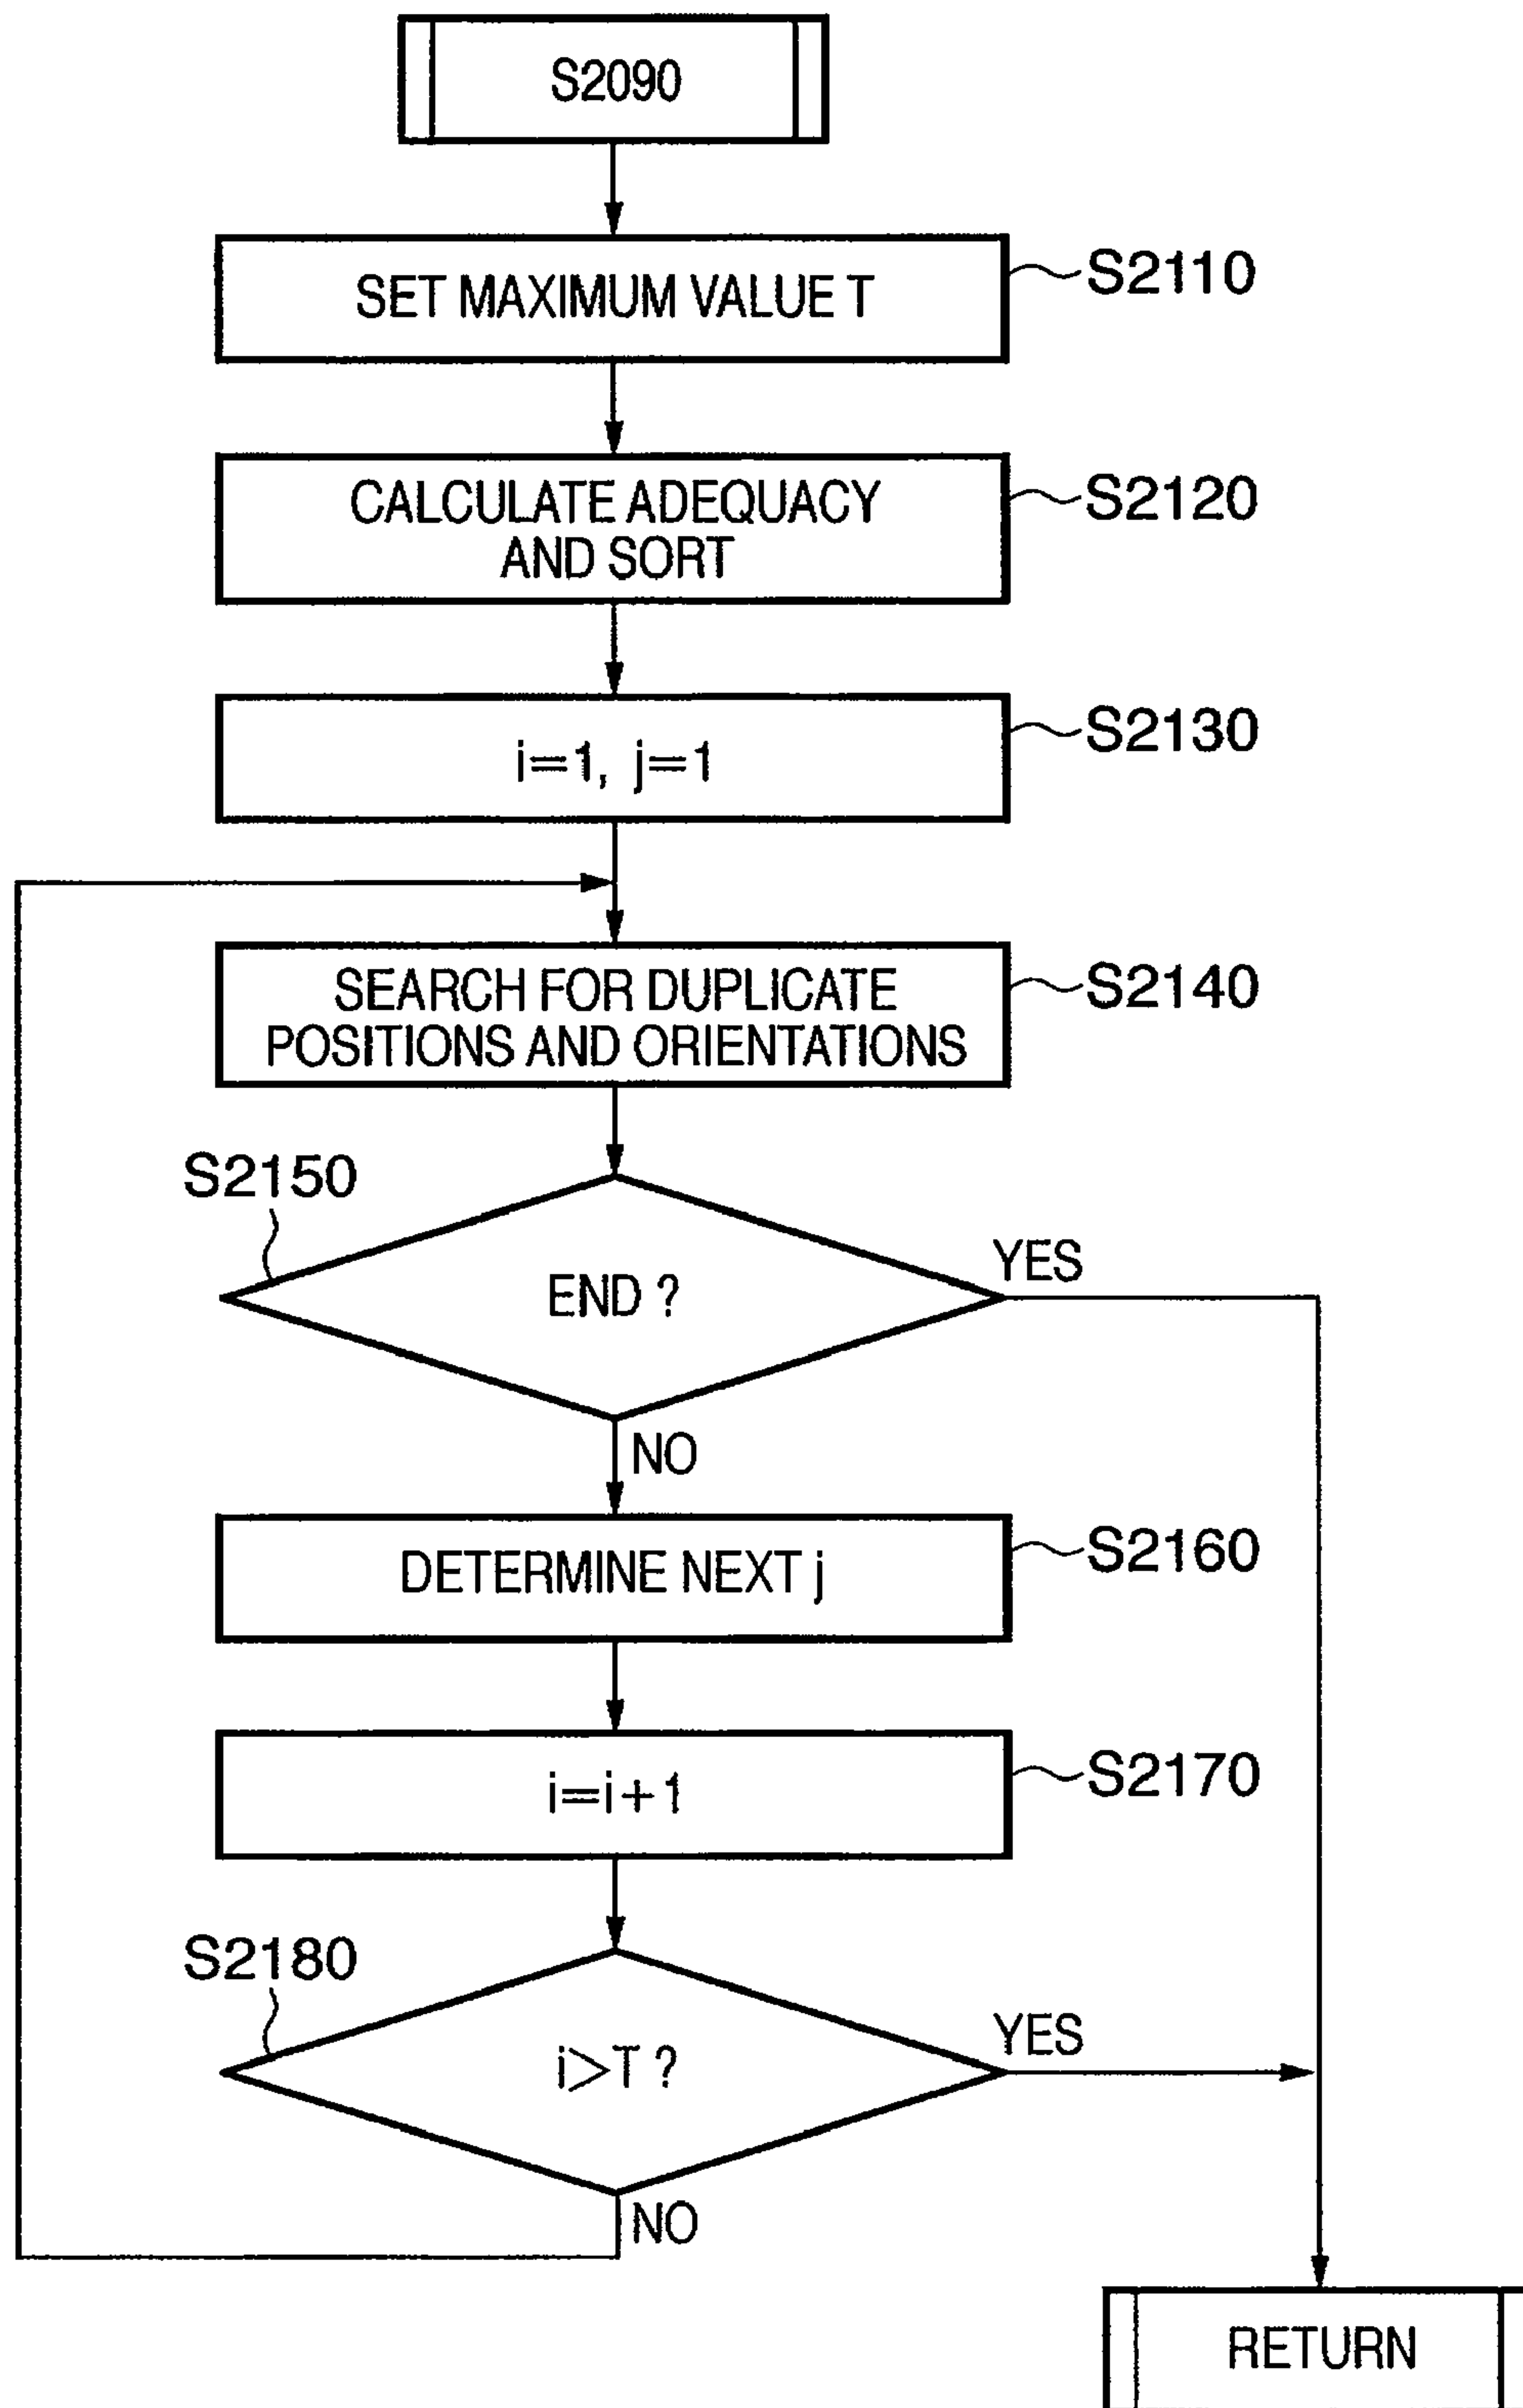 S2090
SET MAXIMUM VALUE T
S2110
CALCULATE ADEQUACY
AND SORT
S2120
i=1, j=1
S2130
SEARCH FOR DUPLICATE
POSITIONS AND ORIENTATIONS
S2140
S2150
END ?
YES
NO
DETERMINE NEXT j
S2160
i=i+1
S2170
S2180
i>T ?
YES
NO
RETURN